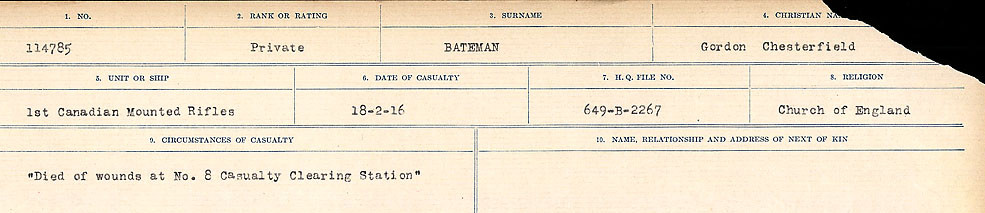 1. NO. 2. RANK OR RATING 3. SURNAME 4. CHRISTIAN
114785 Private BATEMAN Gordon Chesterfield
5. UNIT OR SHIP 6. DATE OF CASUALTY 7. H.Q. FILE NO. 8. RELIGION
1st Canadian Mounted Rifles 18-2-16 649-B-2267 Church of England
9. CIRCUMSTANCES OF CASUALTY 10. NAME, RELATIONSHIP AND ADDRESS OF NEXT OF KIN
"Died of wounds at No. 8 Casualty Clearing Station"